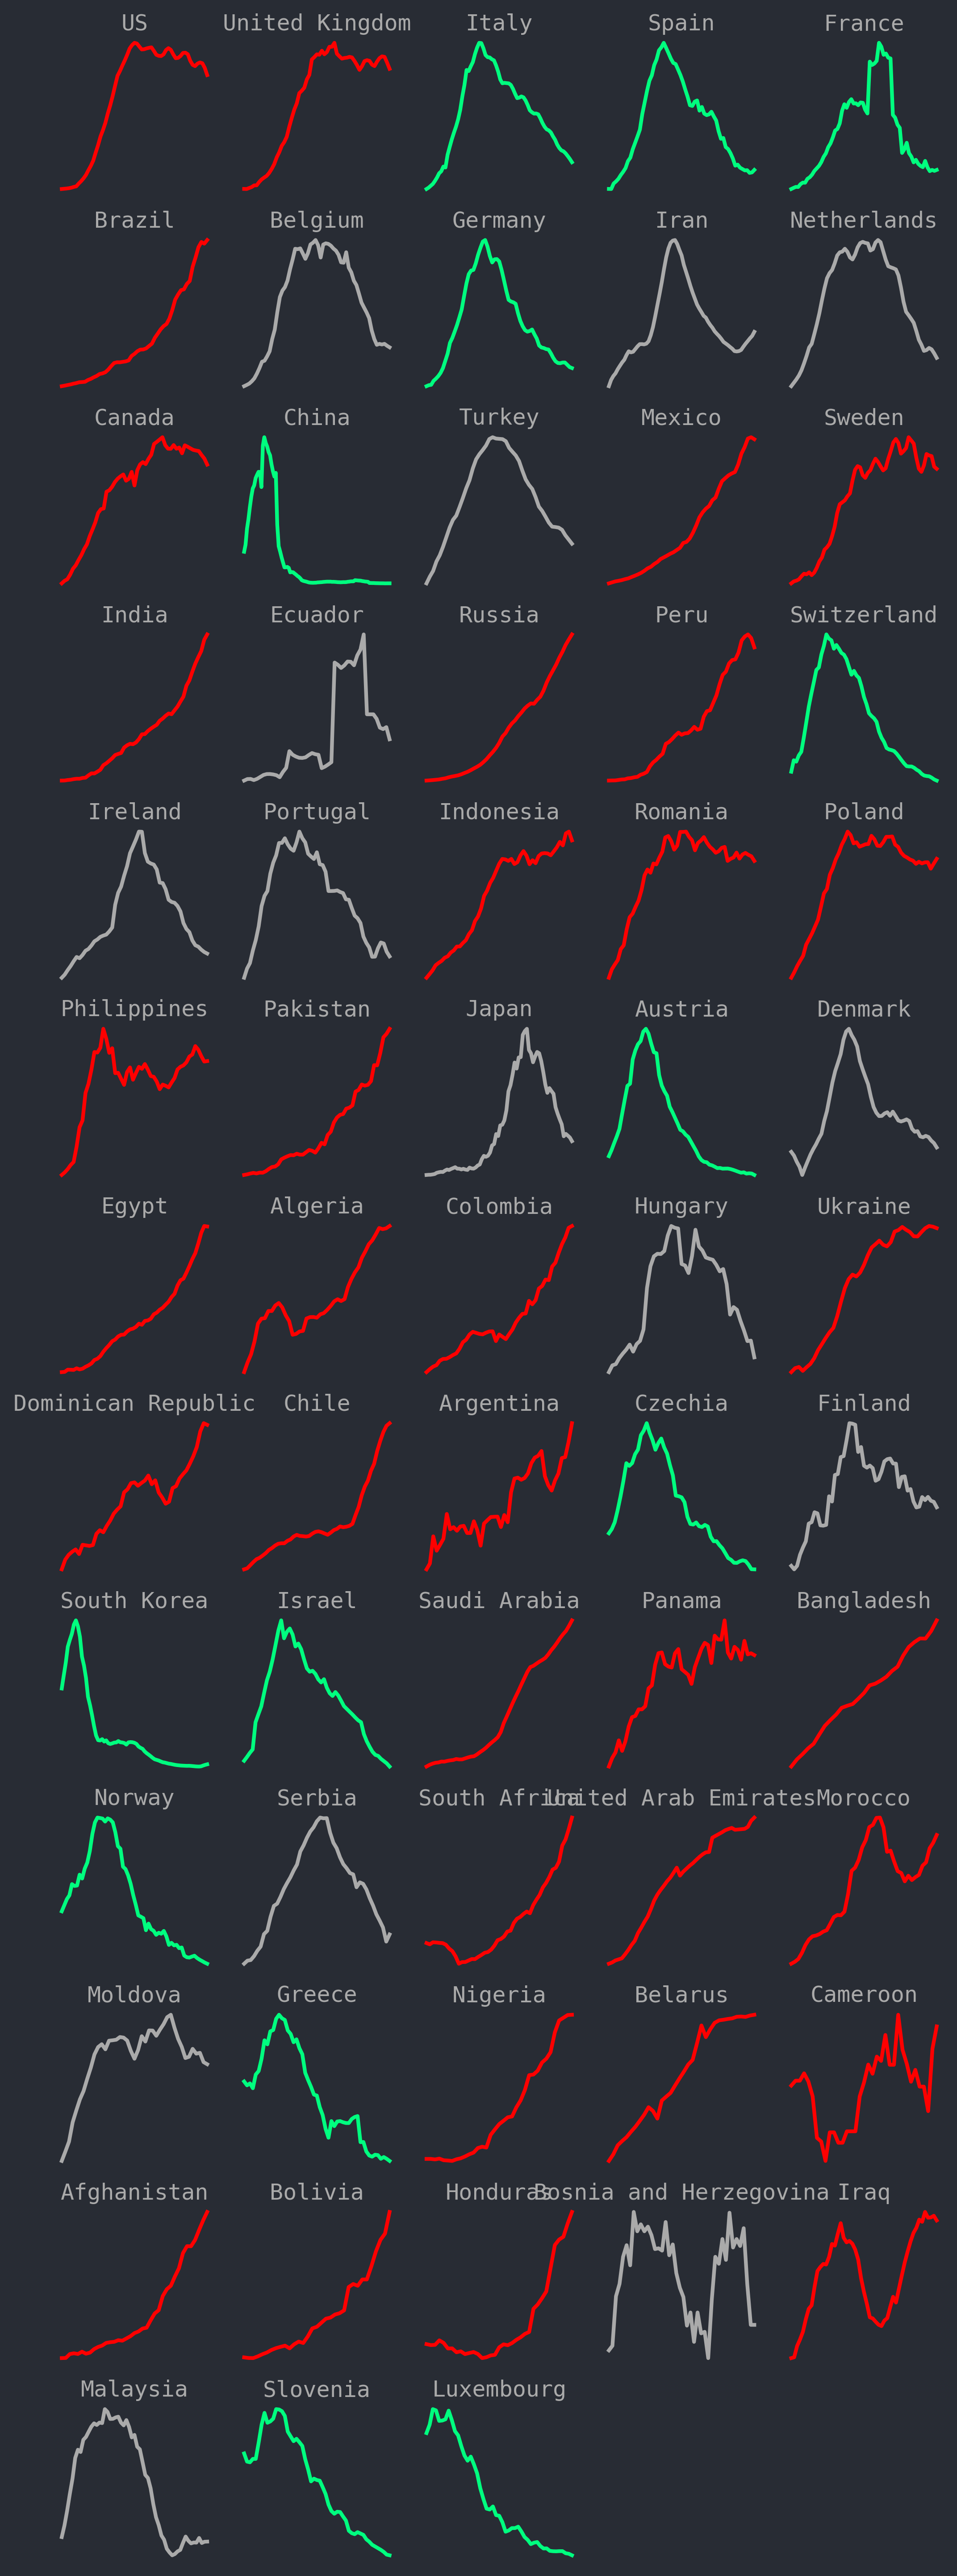 US United Kingdom Italy Spain France
Brazil Belgium Germany Iran Netherlands
Canada China Turkey Mexico Sweden
India Ecuador Russia Peru Switzerland
Ireland Portugal Indonesia Romania Poland
Philippines Pakistan Japan Austria Denmark
Egypt Algeria Colombia Hungary Ukraine
Dominican Republic Chile Argentina Czechia Finland
South Korea Israel Saudi Arabia Panama Bangladesh
Norway Serbia South Africa United Arab Emirates Morocco
Moldova Greece Nigeria Belarus Cameroon
Afghanistan Bolivia Honduras Bosnia and Herzegovina Iraq
Malaysia Slovenia Luxembourg